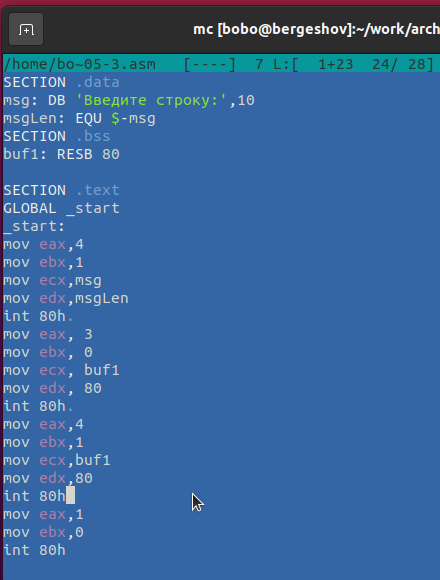 mc [bobo@bergeshov]:~/work/arch
/home/bo~05-3.asm   [----]  7 L:[  1+23  24/ 28]
SECTION .data
msg: DB 'Введите строку:',10
msgLen: EQU $-msg
SECTION .bss
buf1: RESB 80
SECTION .text
GLOBAL _start
_start:
mov eax,4
mov ebx,1
mov ecx,msg
mov edx,msgLen
int 80h.
mov eax, 3
mov ebx, 0
mov ecx, buf1
mov edx, 80
int 80h.
mov eax,4
mov ebx,1
mov ecx,buf1
mov edx,80
int 80h
mov eax,1
mov ebx,0
int 80h